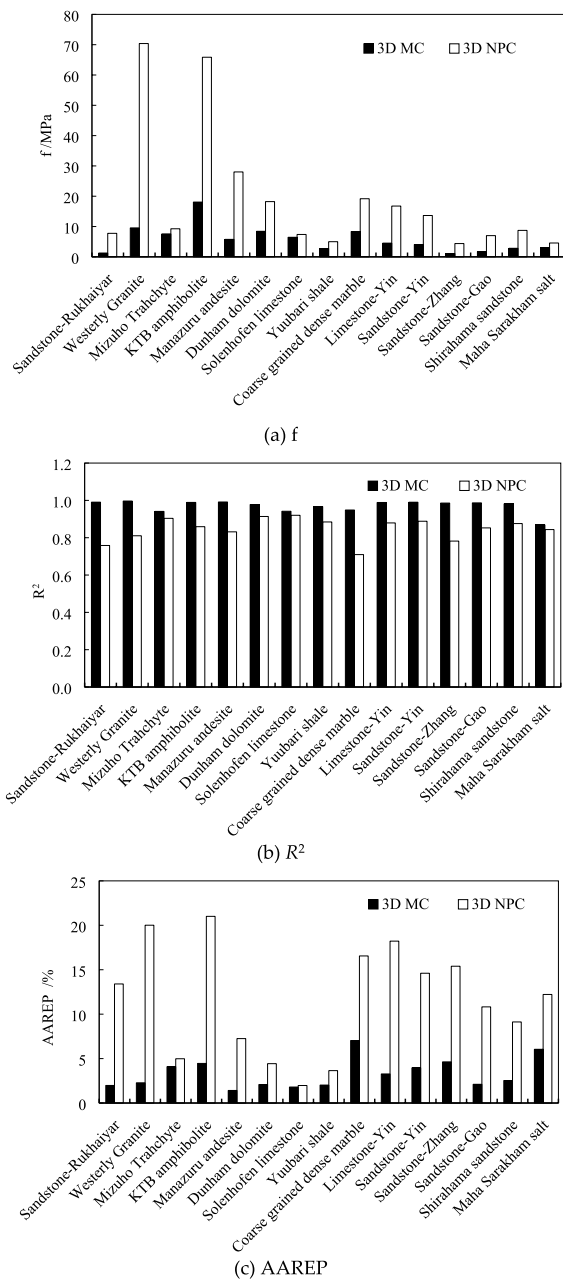 80
70
60
50
40
30
20
10
0
f /MPa
3D MC
3D NPC
Sandstone-Rukhaiyar
Westerly Granite
Mizuho Trahchyte
KTB amphibolite
Manazuru andesite
Dunham dolomite
Solenhofen limestone
Yuubari shale
Coarse grained dense marble
Limestone-Yin
Sandstone-Yin
Sandstone-Zhang
Sandstone-Gao
Shirahama sandstone
Maha Sarakham salt
(a) f
1.2
1.0
0.8
0.6
0.4
0.2
0.0
R²
3D MC
3D NPC
Sandstone-Rukhaiyar
Westerly Granite
Mizuho Trahchyte
KTB amphibolite
Manazuru andesite
Dunham dolomite
Solenhofen limestone
Yuubari shale
Coarse grained dense marble
Limestone-Yin
Sandstone-Yin
Sandstone-Zhang
Sandstone-Gao
Shirahama sandstone
Maha Sarakham salt
(b) R²
25
20
15
10
5
0
AAREP /%
3D MC
3D NPC
Sandstone-Rukhaiyar
Westerly Granite
Mizuho Trahchyte
KTB amphibolite
Manazuru andesite
Dunham dolomite
Solenhofen limestone
Yuubari shale
Coarse grained dense marble
Limestone-Yin
Sandstone-Yin
Sandstone-Zhang
Sandstone-Gao
Shirahama sandstone
Maha Sarakham salt
(c) AAREP